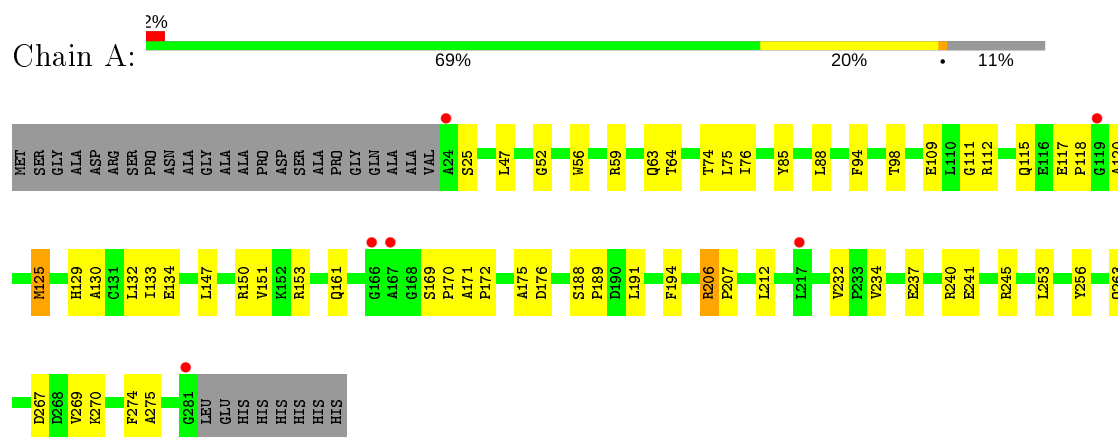 2%
Chain A:
69% 20% • 11%
MET SER GLY ALA ASP ARG SER PRO ASN ALA GLY ALA ALA PRO ASP SER ALA PRO GLY GLN ALA ALA VAL A24 S25 L47 G52 W56 R59 Q63 T64 T74 L75 I76 Y85 L88 F94 T98 E109 L110 G111 R112 Q115 E116 E117 P118 G119 A120
M125 H129 A130 C131 L132 I133 E134 L147 R150 V151 K152 R153 Q161 G166 A167 G168 S169 P170 A171 P172 A175 D176 S188 P189 D190 L191 F194 R206 P207 L212 L217 V232 P233 V234 E237 R240 E241 R245 L253 Y256
D267 D268 V269 K270 F274 A275 G281 LEU GLU HIS HIS HIS HIS HIS HIS